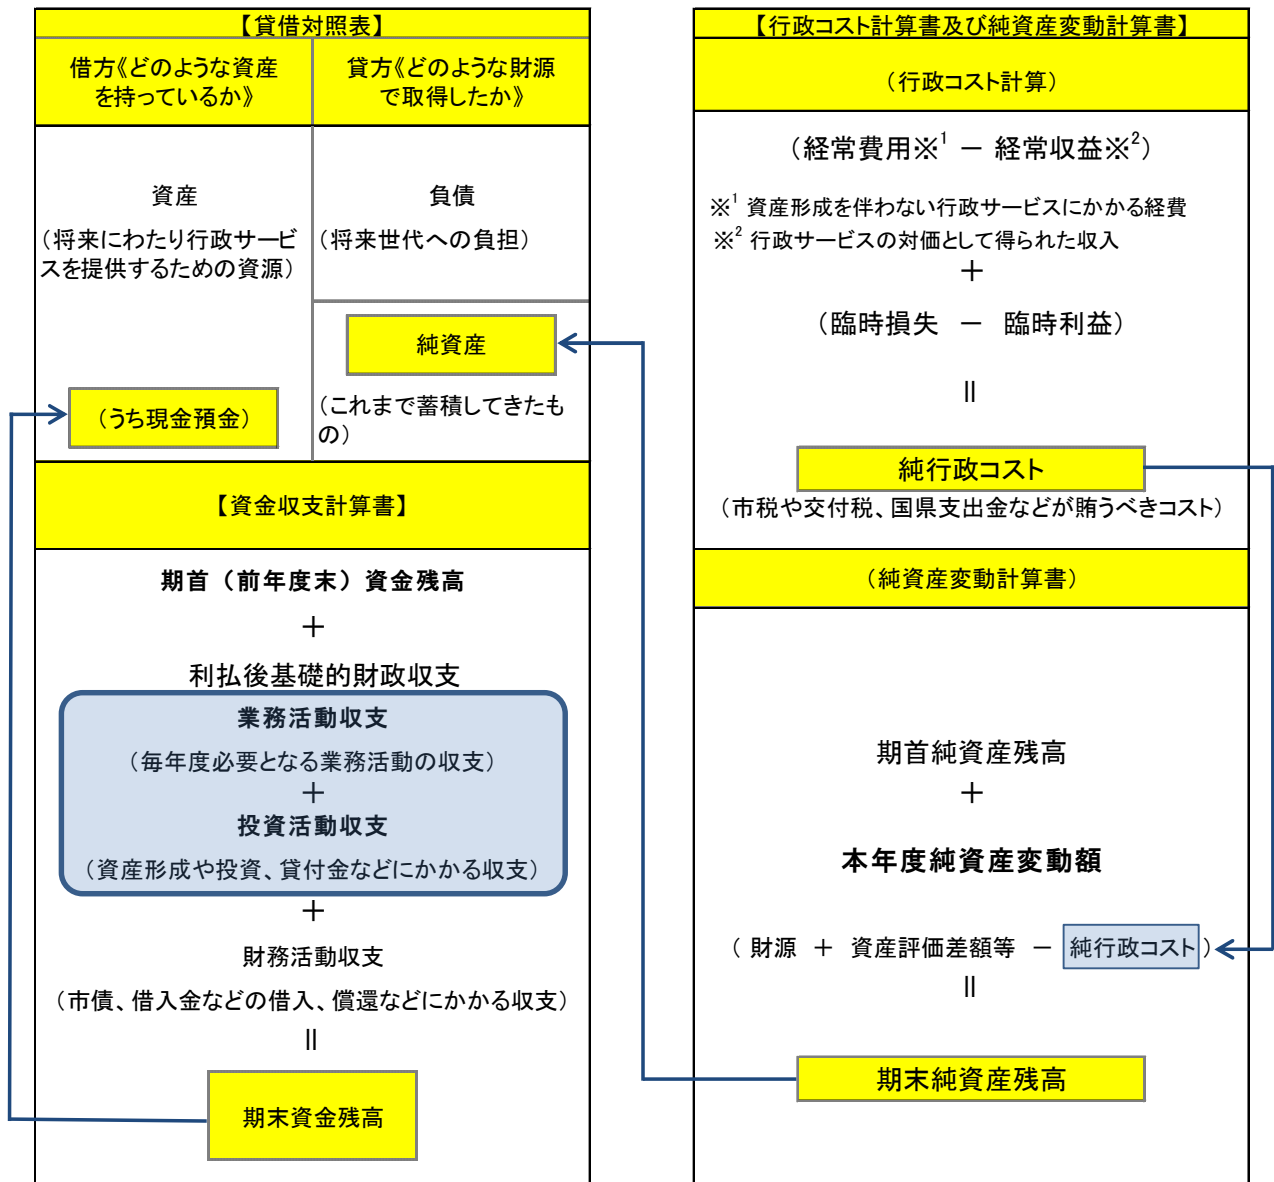 【貸借対照表】
借方《どのような資産
を持っているか》
貸方《どのような財源
で取得したか》
資産
（将来にわたり行政サービ
スを提供するための資源）
（うち現金預金）
負債
（将来世代への負担）
純資産
（これまで蓄積してきたも
の）
【資金収支計算書】
期首（前年度末）資金残高
＋
利払後基礎的財政収支
業務活動収支
（毎年度必要となる業務活動の収支）
＋
投資活動収支
（資産形成や投資、貸付金などにかかる収支）
＋
財務活動収支
（市債、借入金などの借入、償還などにかかる収支）
＝
期末資金残高
【行政コスト計算書及び純資産変動計算書】
（行政コスト計算）
（経常費用※1 － 経常収益※2）
※1 資産形成を伴わない行政サービスにかかる経費
※2 行政サービスの対価として得られた収入
＋
（臨時損失 － 臨時利益）
＝
純行政コスト
（市税や交付税、国県支出金などが賄うべきコスト）
（純資産変動計算書）
期首純資産残高
＋
本年度純資産変動額
（ 財源 ＋ 資産評価差額等 － 純行政コスト ）
＝
期末純資産残高